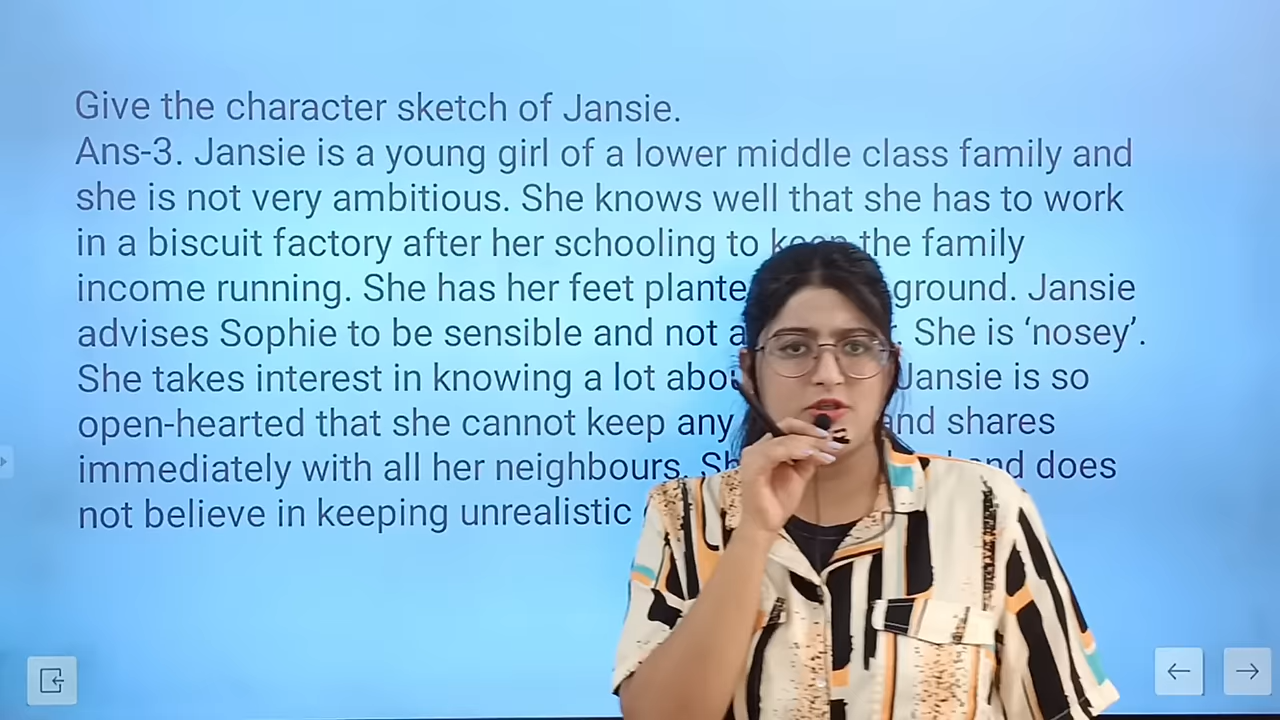 Give the character sketch of Jansie.
Ans-3. Jansie is a young girl of a lower middle class family and
she is not very ambitious. She knows well that she has to work
in a biscuit factory after her schooling to keep the family
income running. She has her feet ground. Jansie
advises Sophie to be sensible and not She is ‘nosey’.
She takes interest in knowing a lot Jansie is so
open-hearted that she cannot keep any and shares
immediately with all her neighbours. and does
not believe in keeping unrealistic